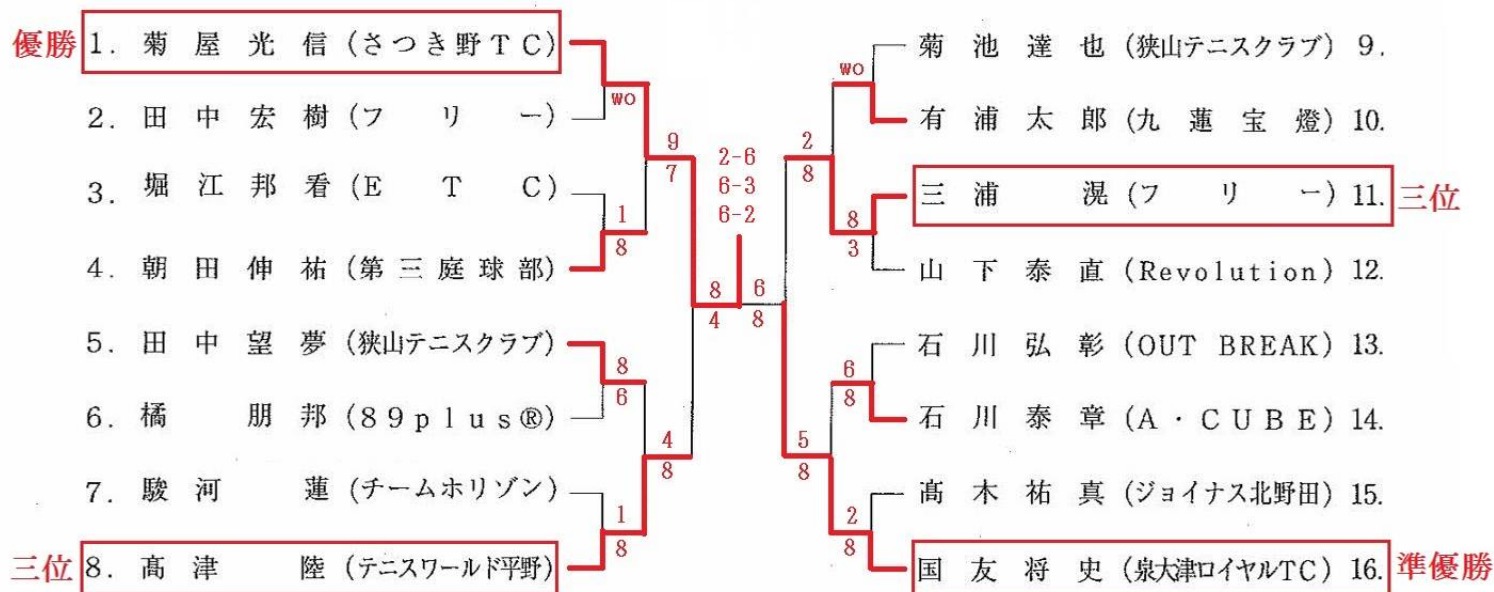 優勝 1. 菊屋光信 (さつき野TC)
wo
2. 田中宏樹 (フリー)
9
7
3. 堀江邦看 (ETC)
1
8
4. 朝田伸祐 (第三庭球部)
8
4
5. 田中望夢 (狭山テニスクラブ)
8
6
6. 橘朋邦 (89plus®)
4
8
7. 駿河蓮 (チームホリゾン)
1
8
三位 8. 髙津陸 (テニスワールド平野)
2-6
6-3
6-2
菊池達也 (狭山テニスクラブ) 9.
wo
有浦太郎 (九蓮宝燈) 10.
2
8
三浦滉 (フリー) 11. 三位
8
3
山下泰直 (Revolution) 12.
6
8
石川弘彰 (OUT BREAK) 13.
6
8
石川泰章 (A・CUBE) 14.
5
8
髙木祐真 (ジョイナス北野田) 15.
2
8
国友将史 (泉大津ロイヤルTC) 16. 準優勝